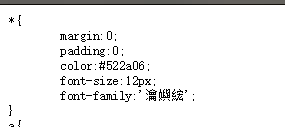 *{
margin:0;
padding:0;
color:#522a06;
font-size:12px;
font-family:'瀹嬩綋';
}
a{